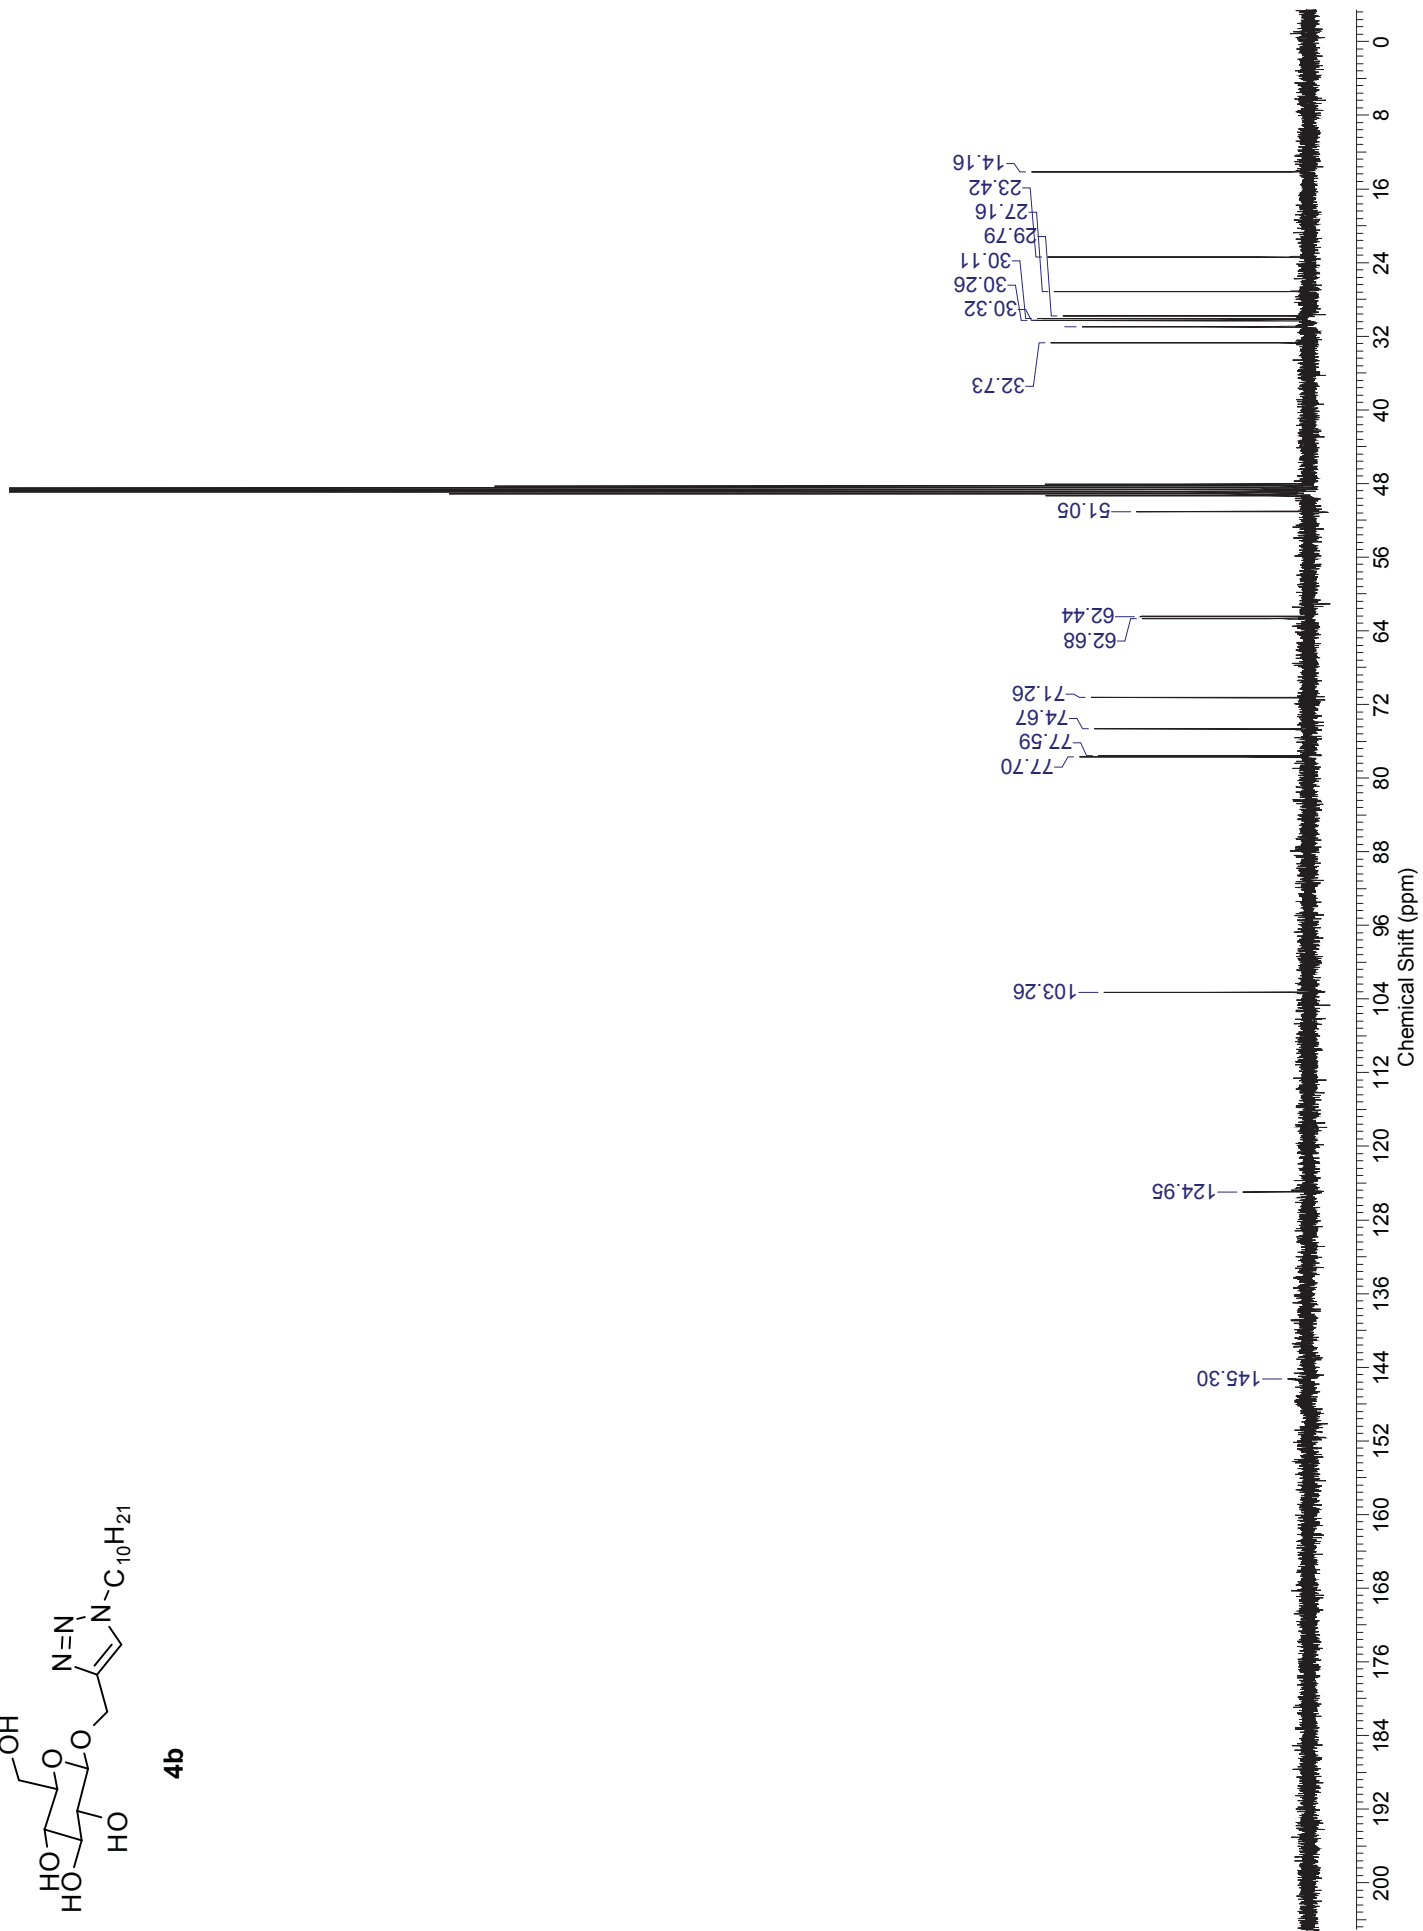 OH
O
O
HO
HO
HO
N=N
N-C10H21
4b
14.16
23.42
27.16
29.79
30.11
30.26
30.32
32.73
51.05
62.44
62.68
71.26
74.67
77.59
77.70
103.26
124.95
145.30
200 192 184 176 168 160 152 144 136 128 120 112 104 96 88 80 72 64 56 48 40 32 24 16 8 0
Chemical Shift (ppm)